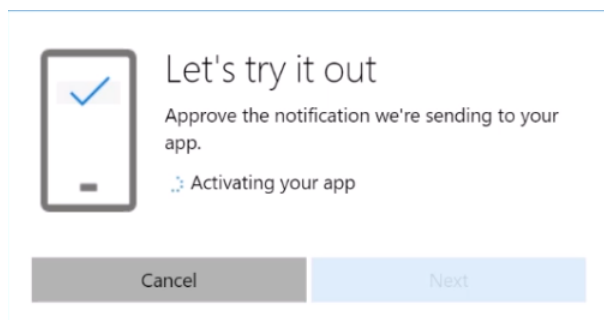 Let's try it out
Approve the notification we're sending to your
app.
Activating your app
Cancel
Next